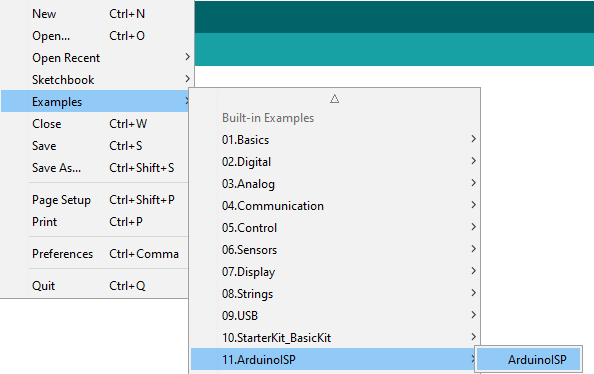 New Ctrl+N
Open... Ctrl+O
Open Recent
Sketchbook
Examples
Close Ctrl+W
Save Ctrl+S
Save As... Ctrl+Shift+S
Page Setup Ctrl+Shift+P
Print Ctrl+P
Preferences Ctrl+Comma
Quit Ctrl+Q
Built-in Examples
01.Basics
02.Digital
03.Analog
04.Communication
05.Control
06.Sensors
07.Display
08.Strings
09.USB
10.StarterKit_BasicKit
11.ArduinoISP
ArduinoISP